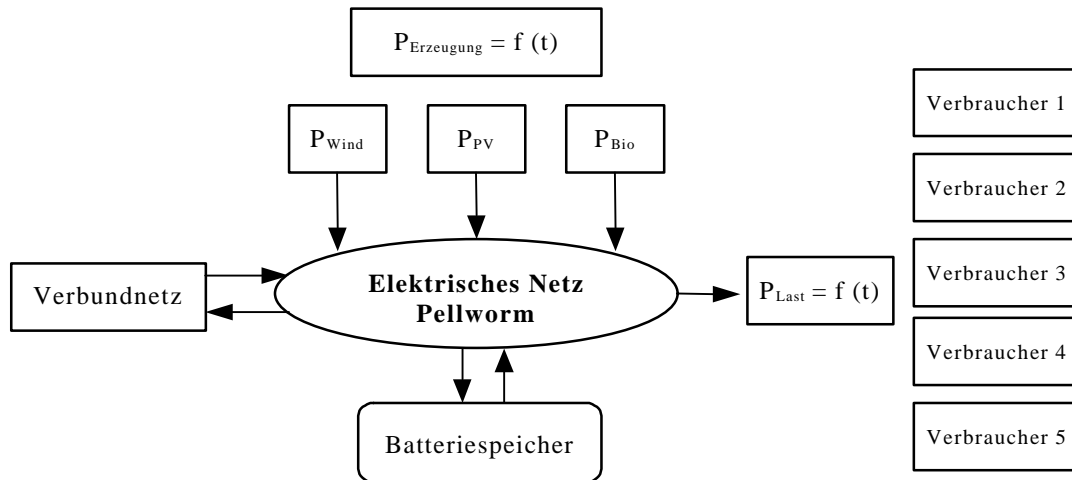 P_Erzeugung = f (t)
P_Wind
P_PV
P_Bio
Verbundnetz
Elektrisches Netz
Pellworm
P_Last = f (t)
Batteriespeicher
Verbraucher 1
Verbraucher 2
Verbraucher 3
Verbraucher 4
Verbraucher 5